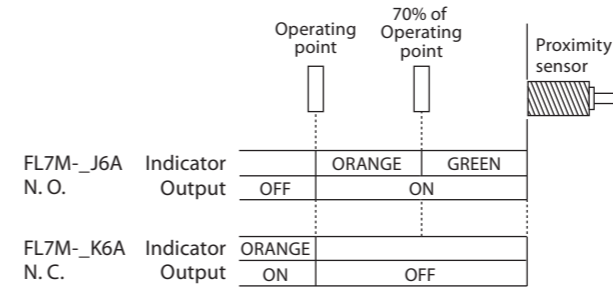 Operating
point
70% of
Operating
point
Proximity
sensor
FL7M-_J6A Indicator ORANGE GREEN
N. O. Output OFF ON
FL7M-_K6A Indicator ORANGE
N. C. Output ON OFF